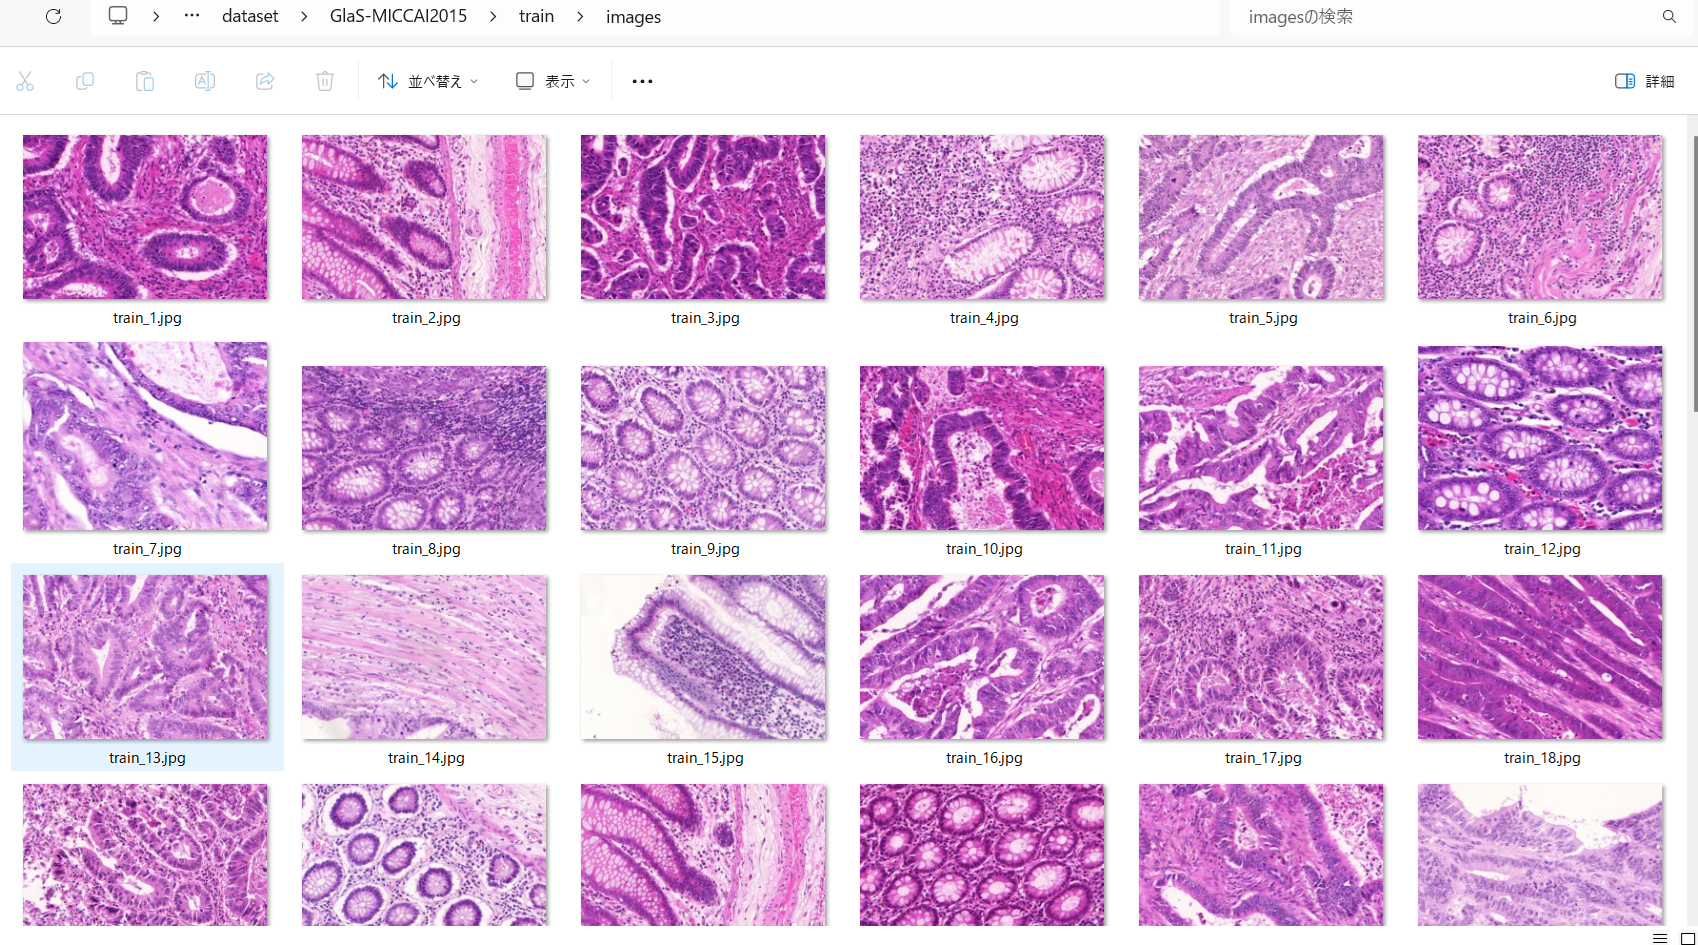 dataset > GlaS-MICCAI2015 > train > images
imagesの検索
並べ替え
表示
詳細
train_1.jpg
train_2.jpg
train_3.jpg
train_4.jpg
train_5.jpg
train_6.jpg
train_7.jpg
train_8.jpg
train_9.jpg
train_10.jpg
train_11.jpg
train_12.jpg
train_13.jpg
train_14.jpg
train_15.jpg
train_16.jpg
train_17.jpg
train_18.jpg